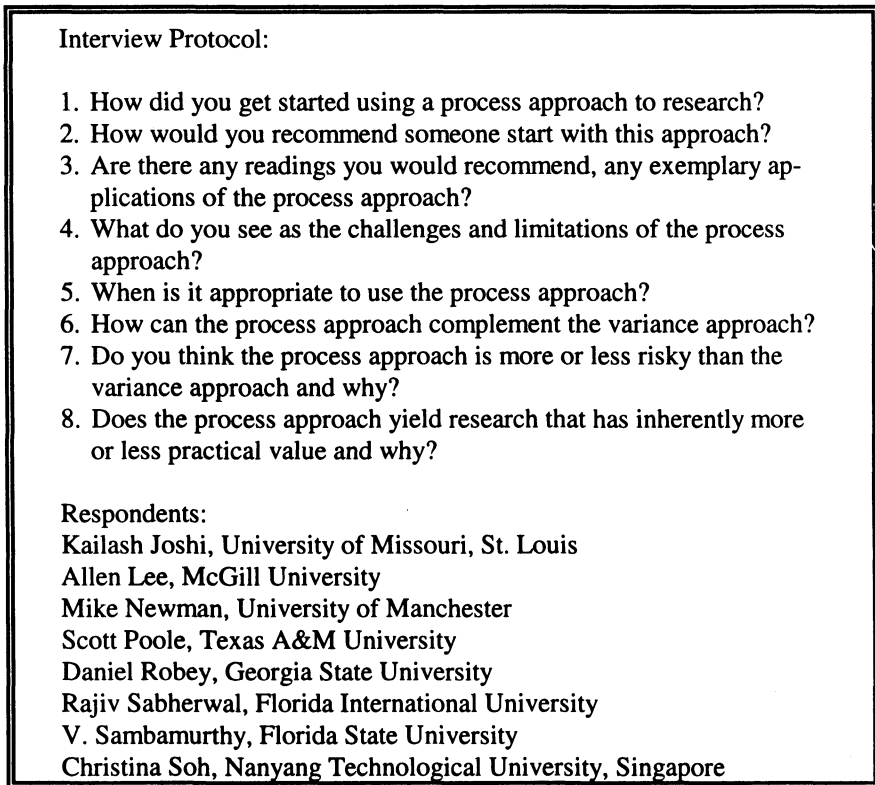 Interview Protocol:
1. How did you get started using a process approach to research?
2. How would you recommend someone start with this approach?
3. Are there any readings you would recommend, any exemplary ap-
plications of the process approach?
4. What do you see as the challenges and limitations of the process
approach?
5. When is it appropriate to use the process approach?
6. How can the process approach complement the variance approach?
7. Do you think the process approach is more or less risky than the
variance approach and why?
8. Does the process approach yield research that has inherently more
or less practical value and why?
Respondents:
Kailash Joshi, University of Missouri, St. Louis
Allen Lee, McGill University
Mike Newman, University of Manchester
Scott Poole, Texas A&M University
Daniel Robey, Georgia State University
Rajiv Sabherwal, Florida International University
V. Sambamurthy, Florida State University
Christina Soh, Nanyang Technological University, Singapore